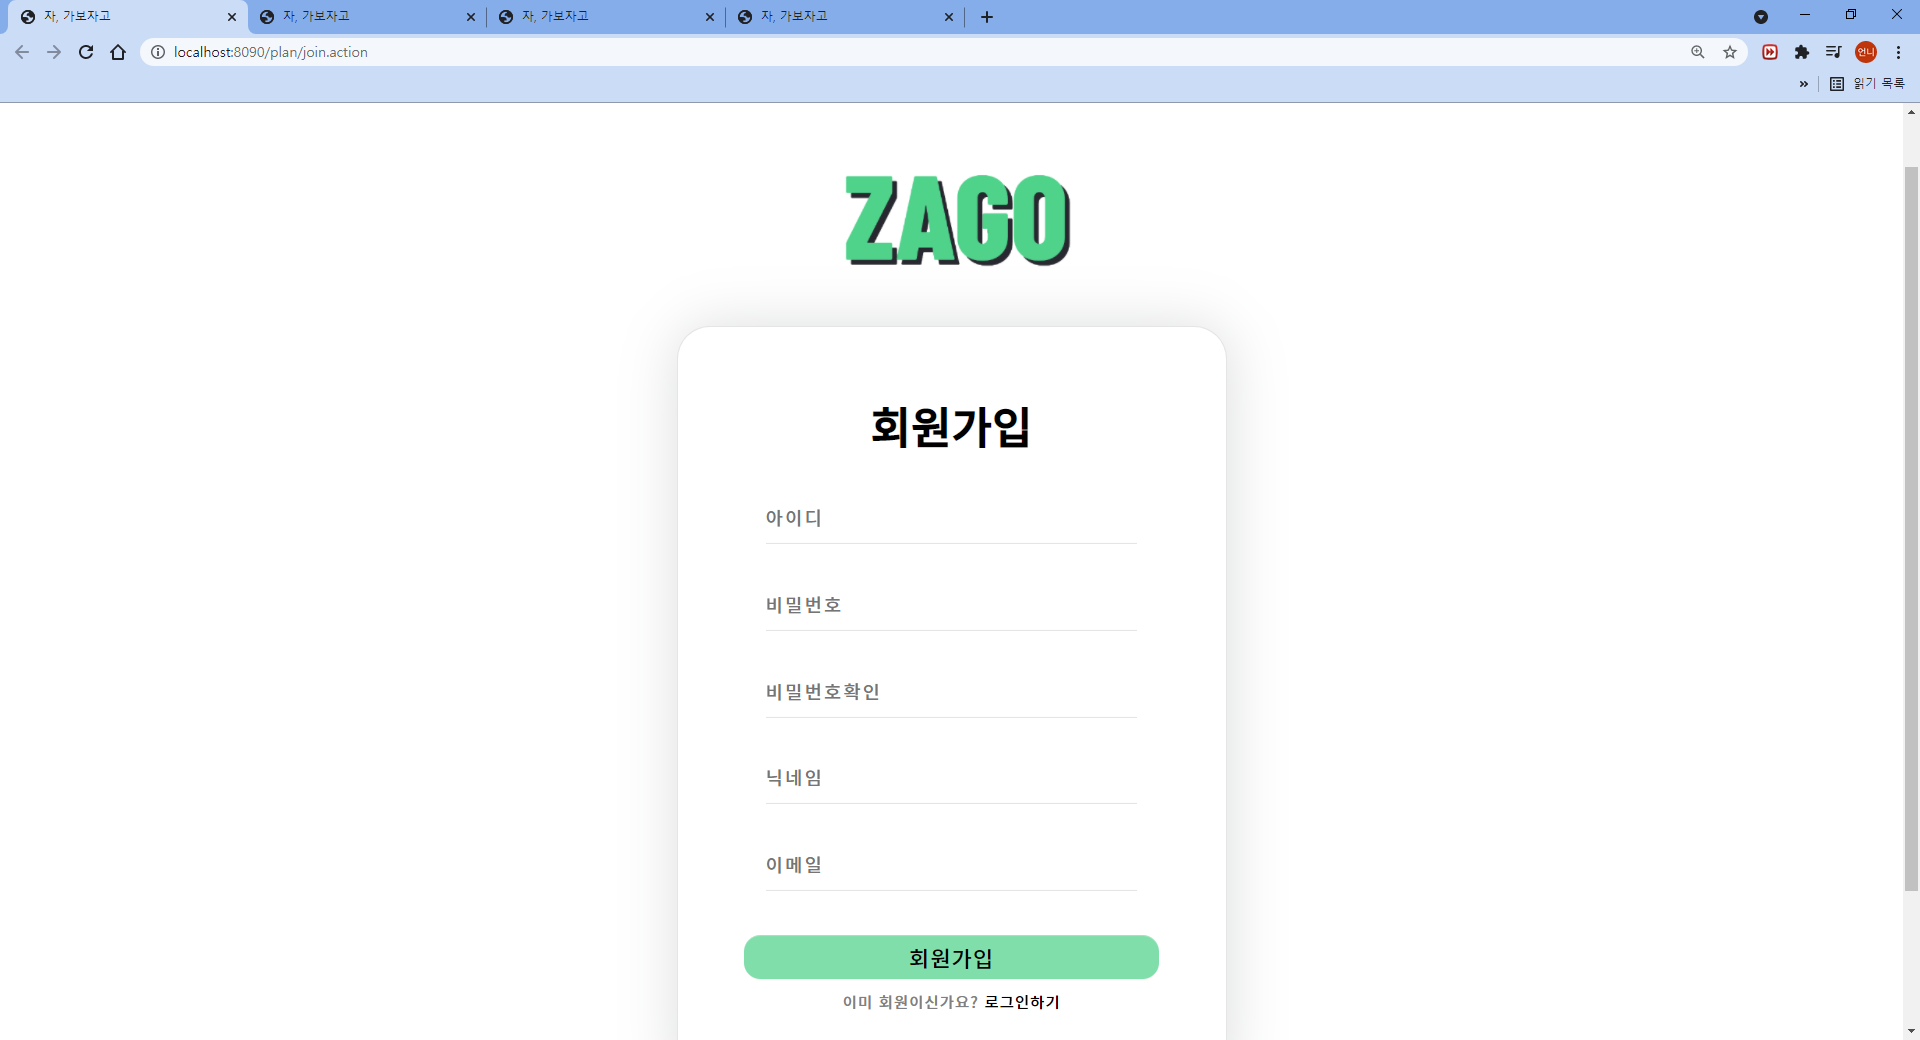 자, 가보자고
자, 가보자고
자, 가보자고
자, 가보자고
localhost:8090/plan/join.action
언니
읽기 목록
ZAGO
회원가입
아이디
비밀번호
비밀번호확인
닉네임
이메일
회원가입
이미 회원이신가요? 로그인하기